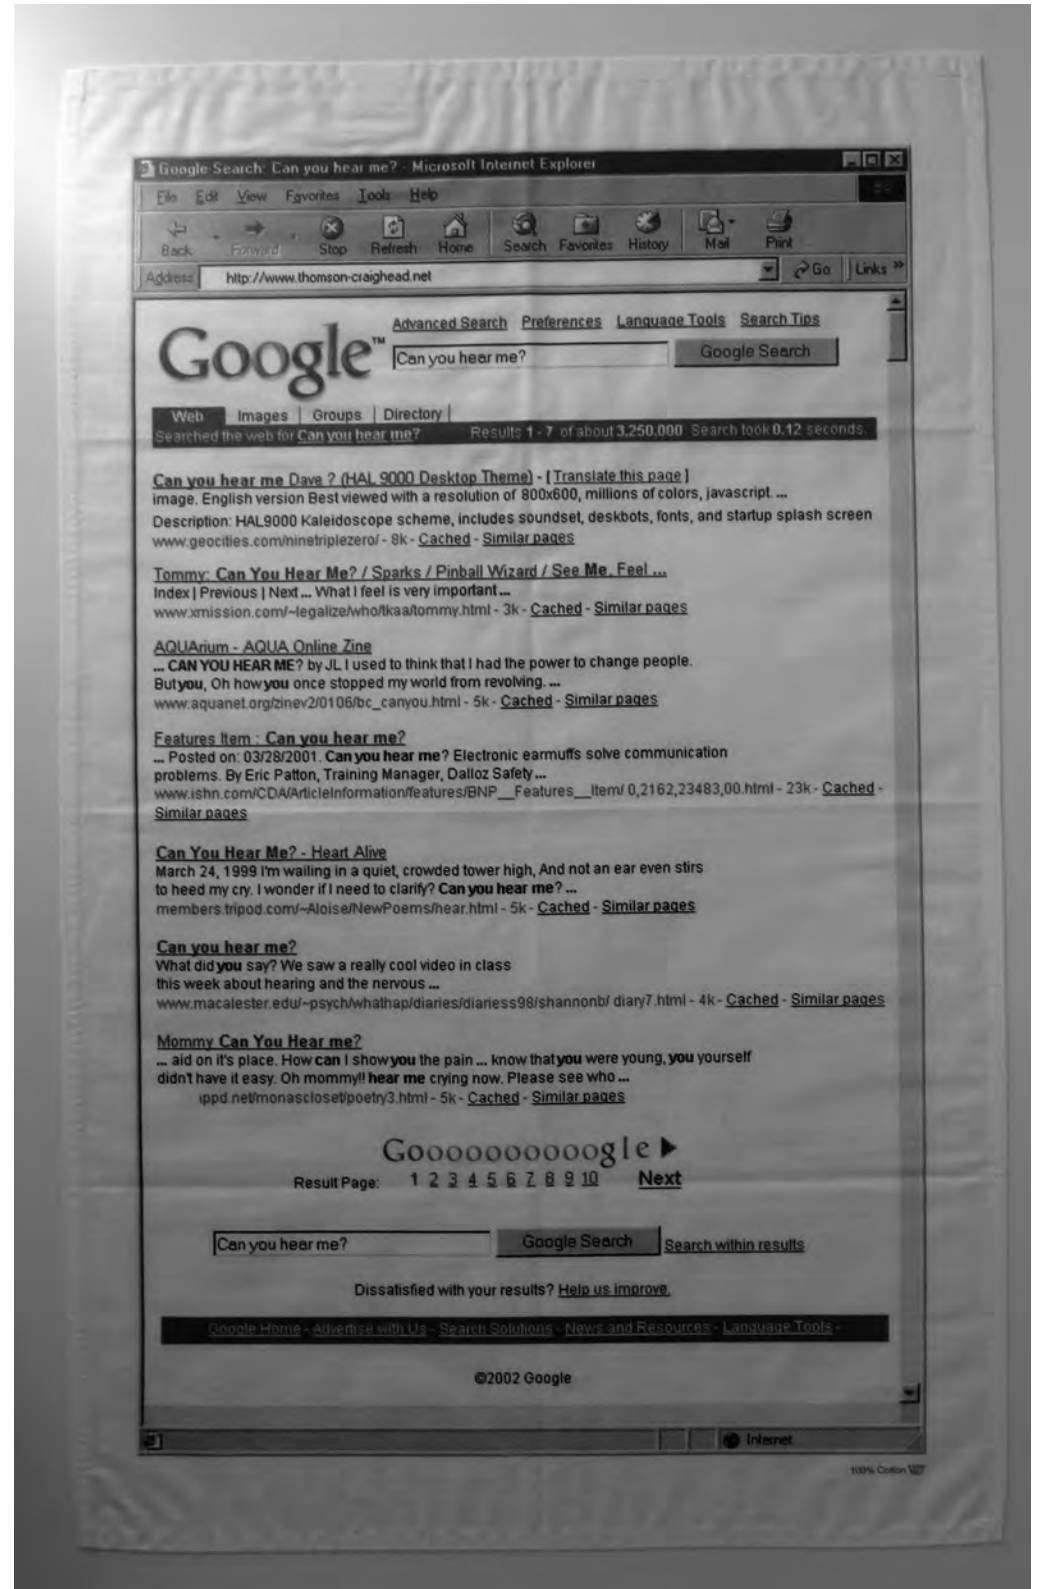 Google Search: Can you hear me? - Microsoft Internet Explorer
File Edit View Favorites Tools Help
Back Forward Stop Refresh Home Search Favorites History Mail Print
Address http://www.thomson-craighead.net Go Links »
Advanced Search Preferences Language Tools Search Tips
Google™ Can you hear me? Google Search
Web Images Groups Directory
Searched the web for Can you hear me? Results 1 - 7 of about 3,250,000. Search took 0.12 seconds.
Can you hear me Dave ? (HAL 9000 Desktop Theme) - [ Translate this page ]
image. English version Best viewed with a resolution of 800x600, millions of colors, javascript. ...
Description: HAL9000 Kaleidoscope scheme, includes soundset, deskbots, fonts, and startup splash screen
www.geocities.com/ninetriplezero/ - 8k - Cached - Similar pages
Tommy: Can You Hear Me? / Sparks / Pinball Wizard / See Me, Feel ...
Index | Previous | Next ... What I feel is very important ...
www.xmission.com/~legalize/who/tkaa/tommy.html - 3k - Cached - Similar pages
AQUArium - AQUA Online Zine
... CAN YOU HEAR ME? by JL I used to think that I had the power to change people.
But you, Oh how you once stopped my world from revolving. ...
www.aquanet.org/zinev2/0106/bc_canyou.html - 5k - Cached - Similar pages
Features Item : Can you hear me?
... Posted on: 03/28/2001. Can you hear me? Electronic earmuffs solve communication
problems. By Eric Patton, Training Manager, Dalloz Safety ...
www.ishn.com/CDA/ArticleInformation/features/BNP__Features__Item/ 0,2162,23483,00.html - 23k - Cached -
Similar pages
Can You Hear Me? - Heart Alive
March 24, 1999 I'm wailing in a quiet, crowded tower high, And not an ear even stirs
to heed my cry. I wonder if I need to clarify? Can you hear me? ...
members.tripod.com/~Aloise/NewPoems/hear.html - 5k - Cached - Similar pages
Can you hear me?
What did you say? We saw a really cool video in class
this week about hearing and the nervous ...
www.macalester.edu/~psych/whathap/diaries/diariess98/shannonb/ diary7.html - 4k - Cached - Similar pages
Mommy Can You Hear me?
... aid on it's place. How can I show you the pain ... know that you were young, you yourself
didn't have it easy. Oh mommy!! hear me crying now. Please see who ...
ppd.net/monascloset/poetry3.html - 5k - Cached - Similar pages
Goooooooooogle
Result Page: 1 2 3 4 5 6 7 8 9 10 Next
Can you hear me? Google Search Search within results
Dissatisfied with your results? Help us improve.
Google Home - Advertise with Us - Search Solutions - News and Resources - Language Tools -
©2002 Google
Internet
100% Cotton